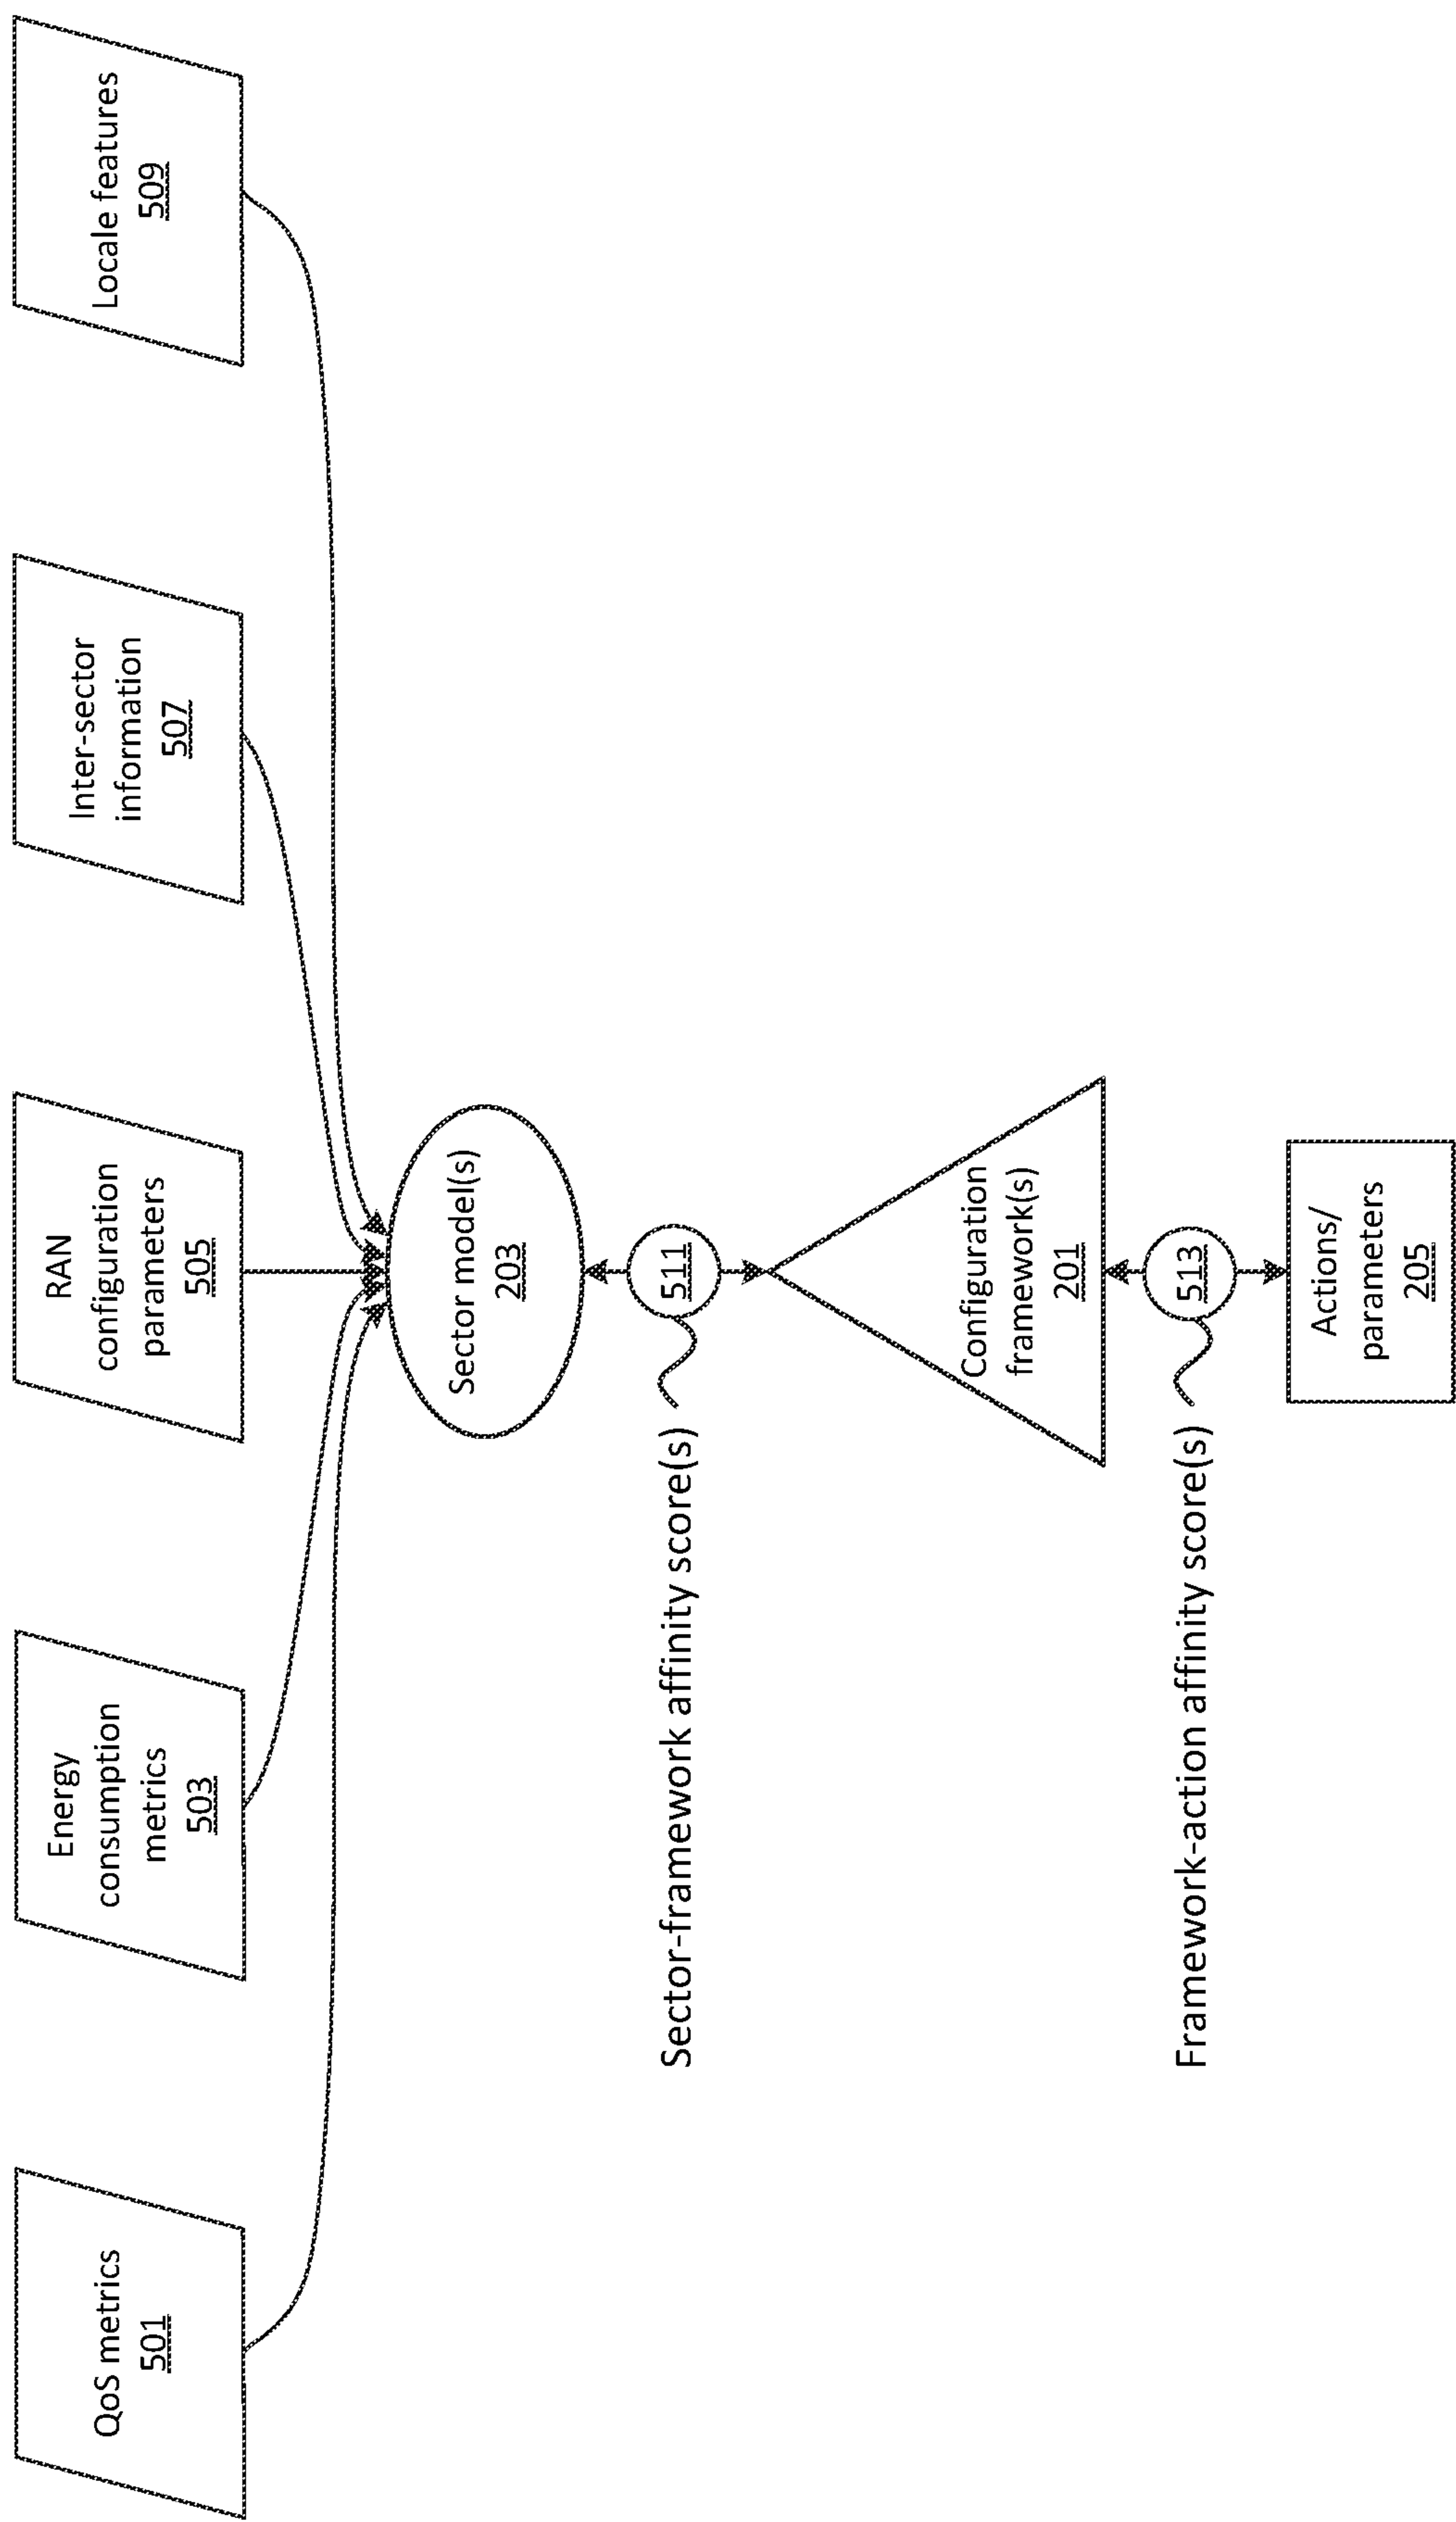 QoS metrics
501
Energy
consumption
metrics
503
RAN
configuration
parameters
505
Inter-sector
information
507
Locale features
509
Sector model(s)
203
Sector-framework affinity score(s)
511
Configuration
framework(s)
201
Framework-action affinity score(s)
513
Actions/
parameters
205